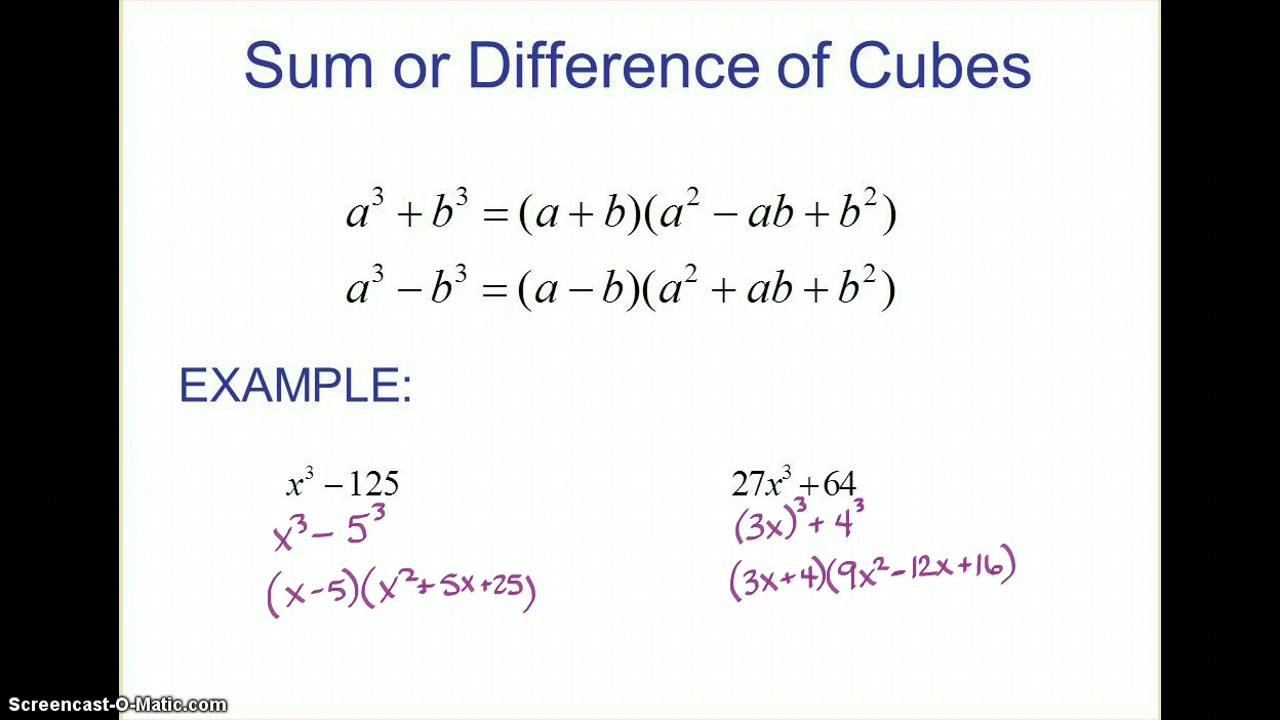 Sum or Difference of Cubes
a³ + b³ = (a + b)(a² − ab + b²)
a³ − b³ = (a − b)(a² + ab + b²)
EXAMPLE:
x³ − 125 27x³ + 64
x³ − 5³ (3x)³ + 4³
(x − 5)(x² + 5x + 25) (3x + 4)(9x² − 12x + 16)
Screencast-O-Matic.com